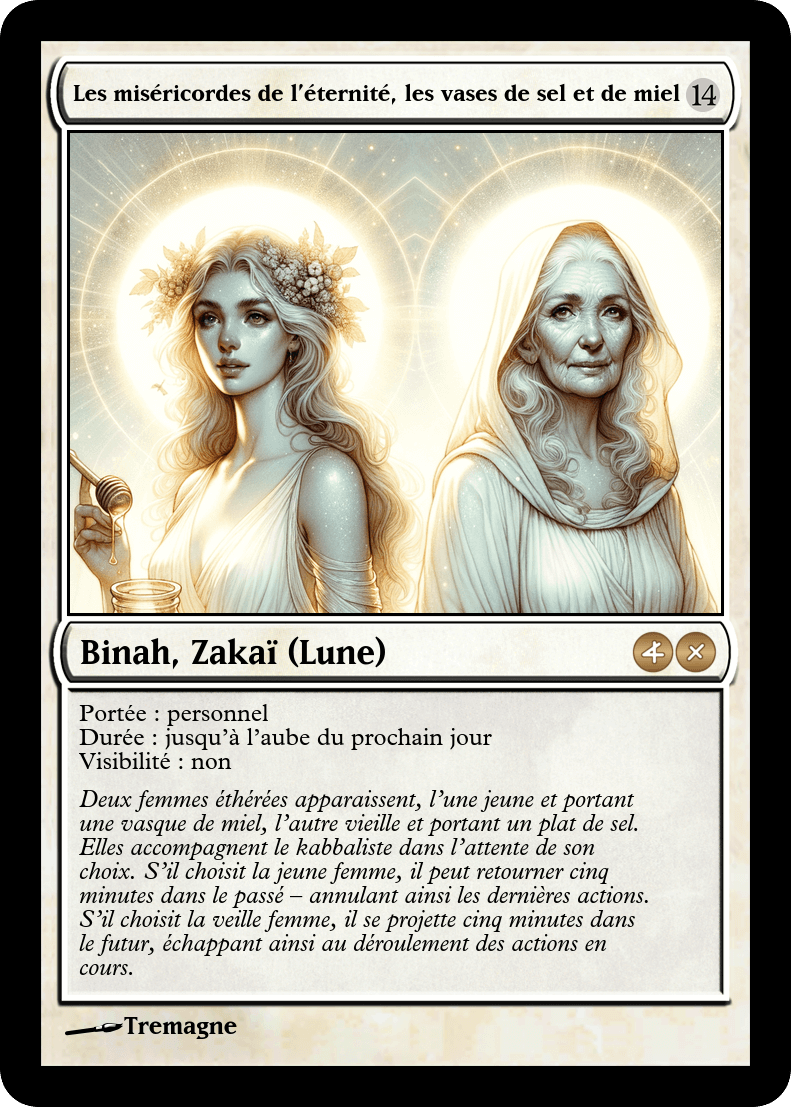 Les miséricordes de l'éternité, les vases de sel et de miel 14
Binah, Zakaï (Lune)
Portée : personnel
Durée : jusqu'à l'aube du prochain jour
Visibilité : non
Deux femmes éthérées apparaissent, l'une jeune et portant
une vasque de miel, l'autre vieille et portant un plat de sel.
Elles accompagnent le kabbaliste dans l'attente de son
choix. S'il choisit la jeune femme, il peut retourner cinq
minutes dans le passé – annulant ainsi les dernières actions.
S'il choisit la veille femme, il se projette cinq minutes dans
le futur, échappant ainsi au déroulement des actions en
cours.
Tremagne